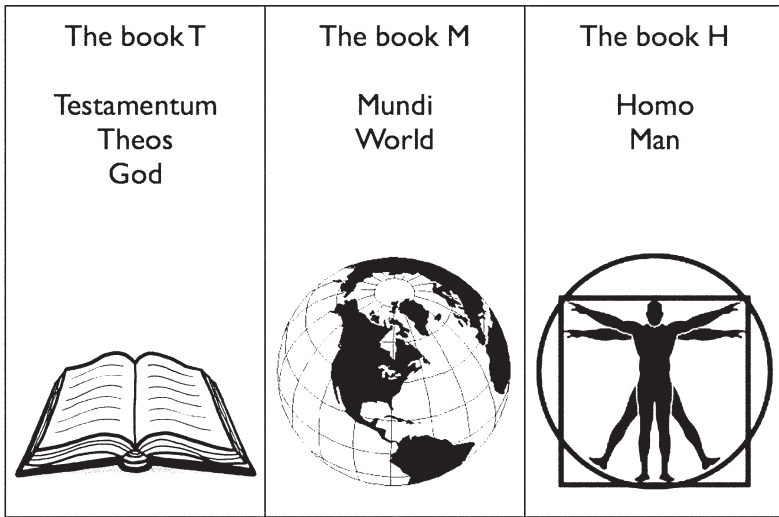 The book T
Testamentum
Theos
God
The book M
Mundi
World
The book H
Homo
Man